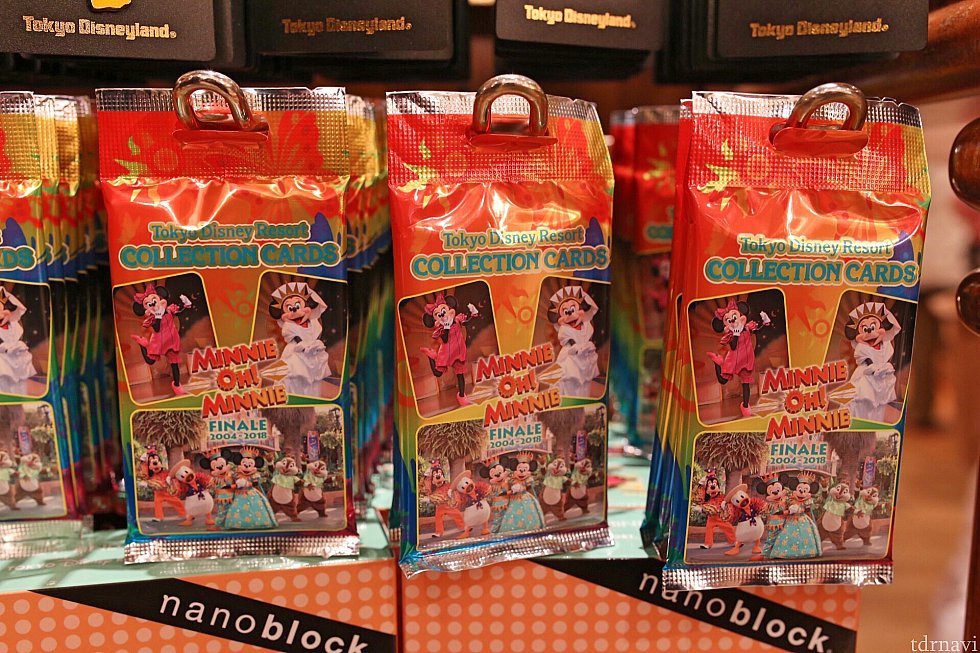 Tokyo Disneyland®
Tokyo Disneyland®
Tokyo Disneyland®
Tokyo Disneyland®
Tokyo Disney Resort
COLLECTION CARDS
MINNIE
Oh!
MINNIE
FINALE
2004-2018
Tokyo Disney Resort
COLLECTION CARDS
MINNIE
Oh!
MINNIE
FINALE
2004-2018
Tokyo Disney Resort
COLLECTION CARDS
MINNIE
Oh!
MINNIE
FINALE
2004-2018
nanoblock
nanoblock®
tdrnavi